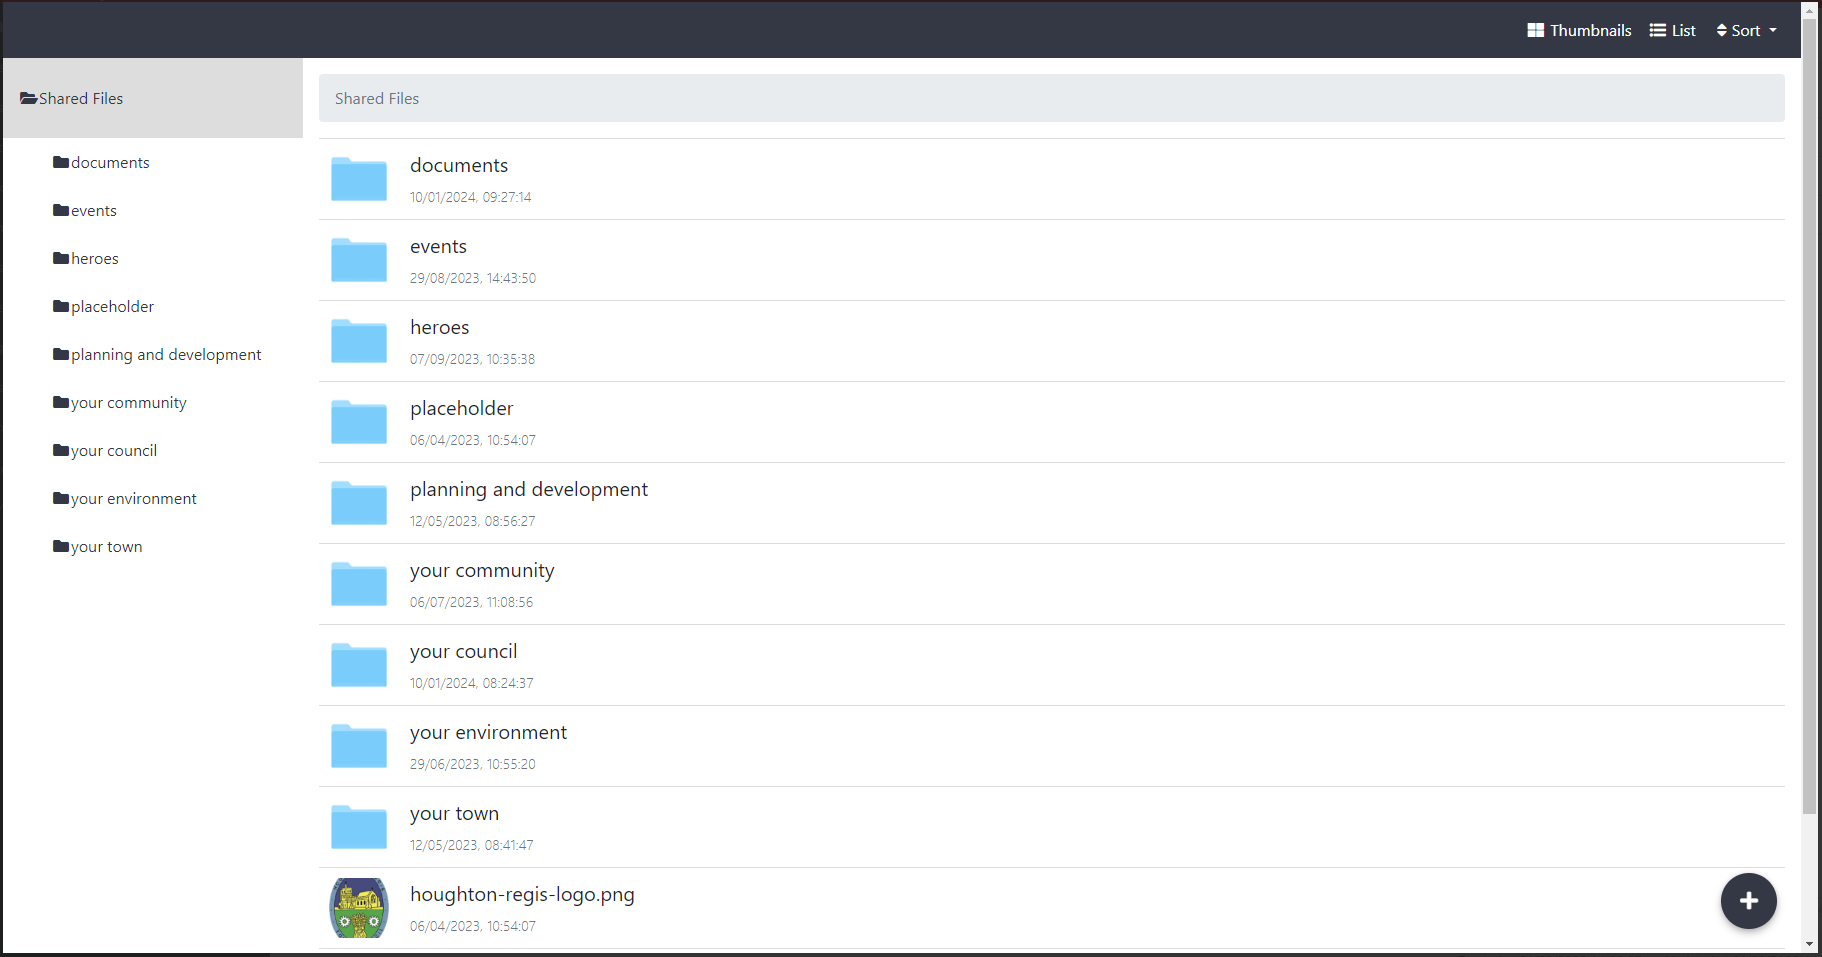 Thumbnails List Sort
Shared Files
documents
events
heroes
placeholder
planning and development
your community
your council
your environment
your town
Shared Files
documents
10/01/2024, 09:27:14
events
29/08/2023, 14:43:50
heroes
07/09/2023, 10:35:38
placeholder
06/04/2023, 10:54:07
planning and development
12/05/2023, 08:56:27
your community
06/07/2023, 11:08:56
your council
10/01/2024, 08:24:37
your environment
29/06/2023, 10:55:20
your town
12/05/2023, 08:41:47
houghton-regis-logo.png
06/04/2023, 10:54:07